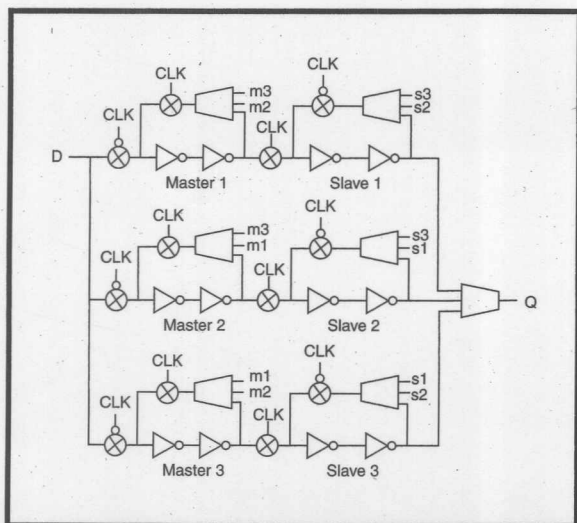 CLK
CLK
m3
m2
CLK
CLK
s3
s2
CLK
D
Master 1
Slave 1
CLK
CLK
m3
m1
CLK
CLK
s3
s1
Master 2
Slave 2
Q
CLK
CLK
m1
m2
CLK
CLK
s1
s2
Master 3
Slave 3